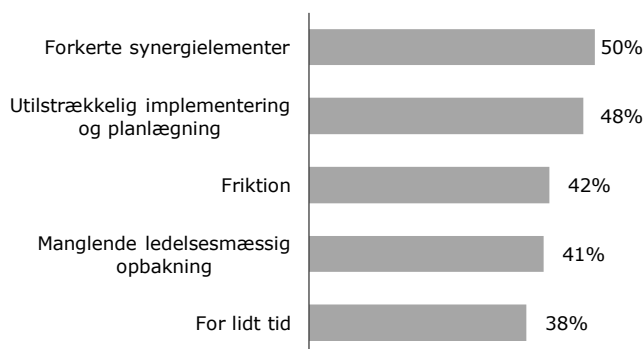 Forkerte synergielementer 50%
Utilstrækkelig implementering
og planlægning 48%
Friktion 42%
Manglende ledelsesmæssig
opbakning 41%
For lidt tid 38%